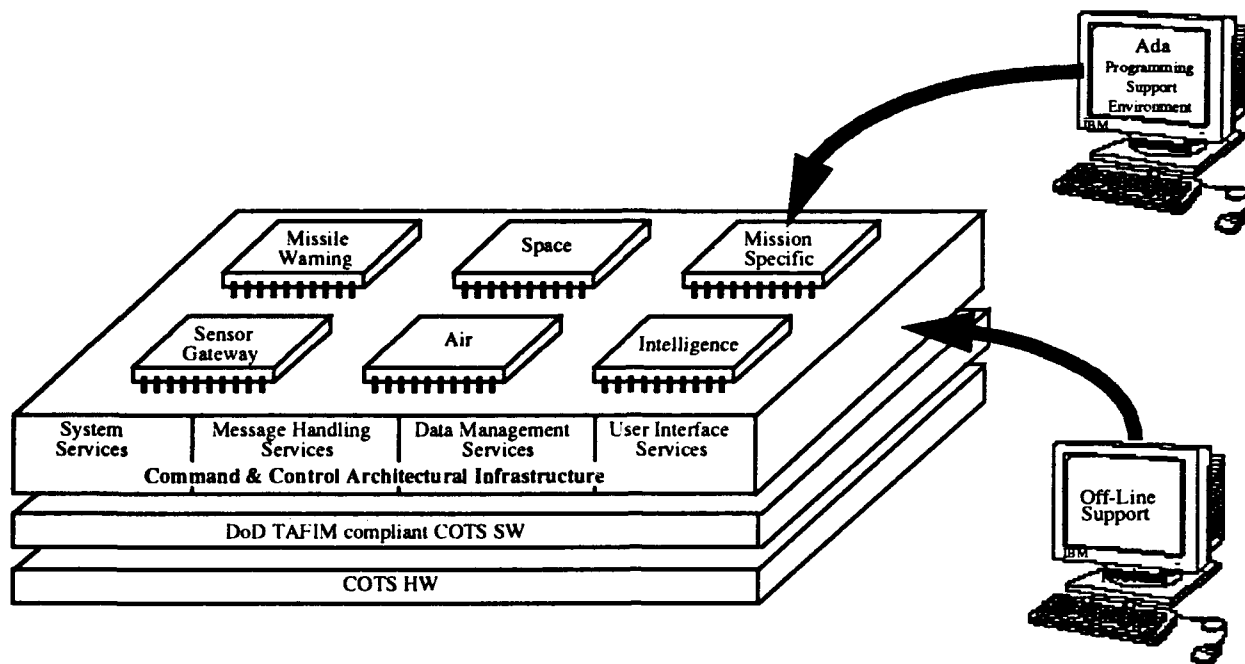 Ada
Programming
Support
Environment
IBM
Missile
Warning
Space
Mission
Specific
Sensor
Gateway
Air
Intelligence
System
Services
Message Handling
Services
Data Management
Services
User Interface
Services
Command & Control Architectural Infrastructure
DoD TAFIM compliant COTS SW
COTS HW
Off-Line
Support
IBM